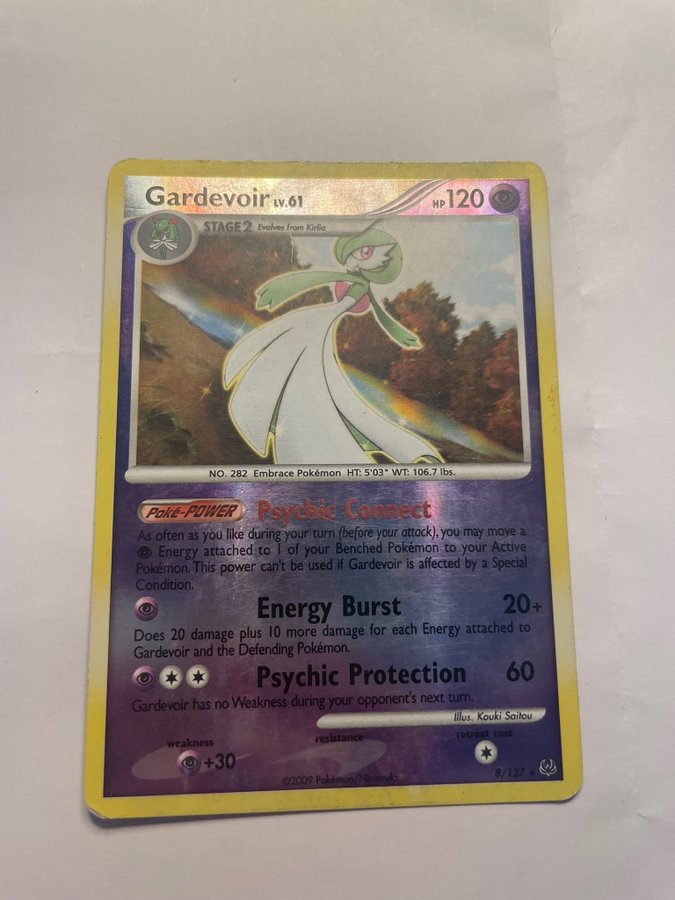 Gardevoir LV.61 HP 120
STAGE 2 Evolves from Kirlia
NO. 282 Embrace Pokémon HT: 5'03" WT: 106.7 lbs.
Poké-POWER Psychic Connect
As often as you like during your turn (before your attack), you may move a
Energy attached to 1 of your Benched Pokémon to your Active
Pokémon. This power can't be used if Gardevoir is affected by a Special
Condition.
Energy Burst 20+
Does 20 damage plus 10 more damage for each Energy attached to
Gardevoir and the Defending Pokémon.
Psychic Protection 60
Gardevoir has no Weakness during your opponent's next turn.
Illus. Kouki Saitou
weakness resistance retreat cost
+30
©2009 Pokémon/Nintendo 8/127